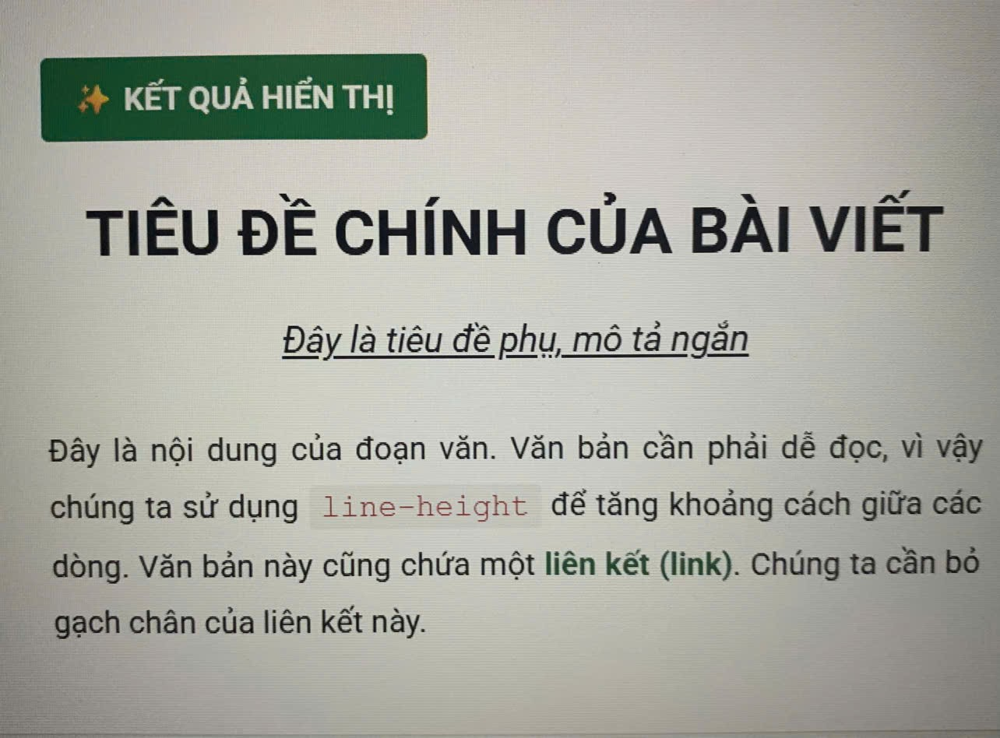 ✨ KẾT QUẢ HIỂN THỊ
TIÊU ĐỀ CHÍNH CỦA BÀI VIẾT
Đây là tiêu đề phụ, mô tả ngắn
Đây là nội dung của đoạn văn. Văn bản cần phải dễ đọc, vì vậy
chúng ta sử dụng line-height để tăng khoảng cách giữa các
dòng. Văn bản này cũng chứa một liên kết (link). Chúng ta cần bỏ
gạch chân của liên kết này.